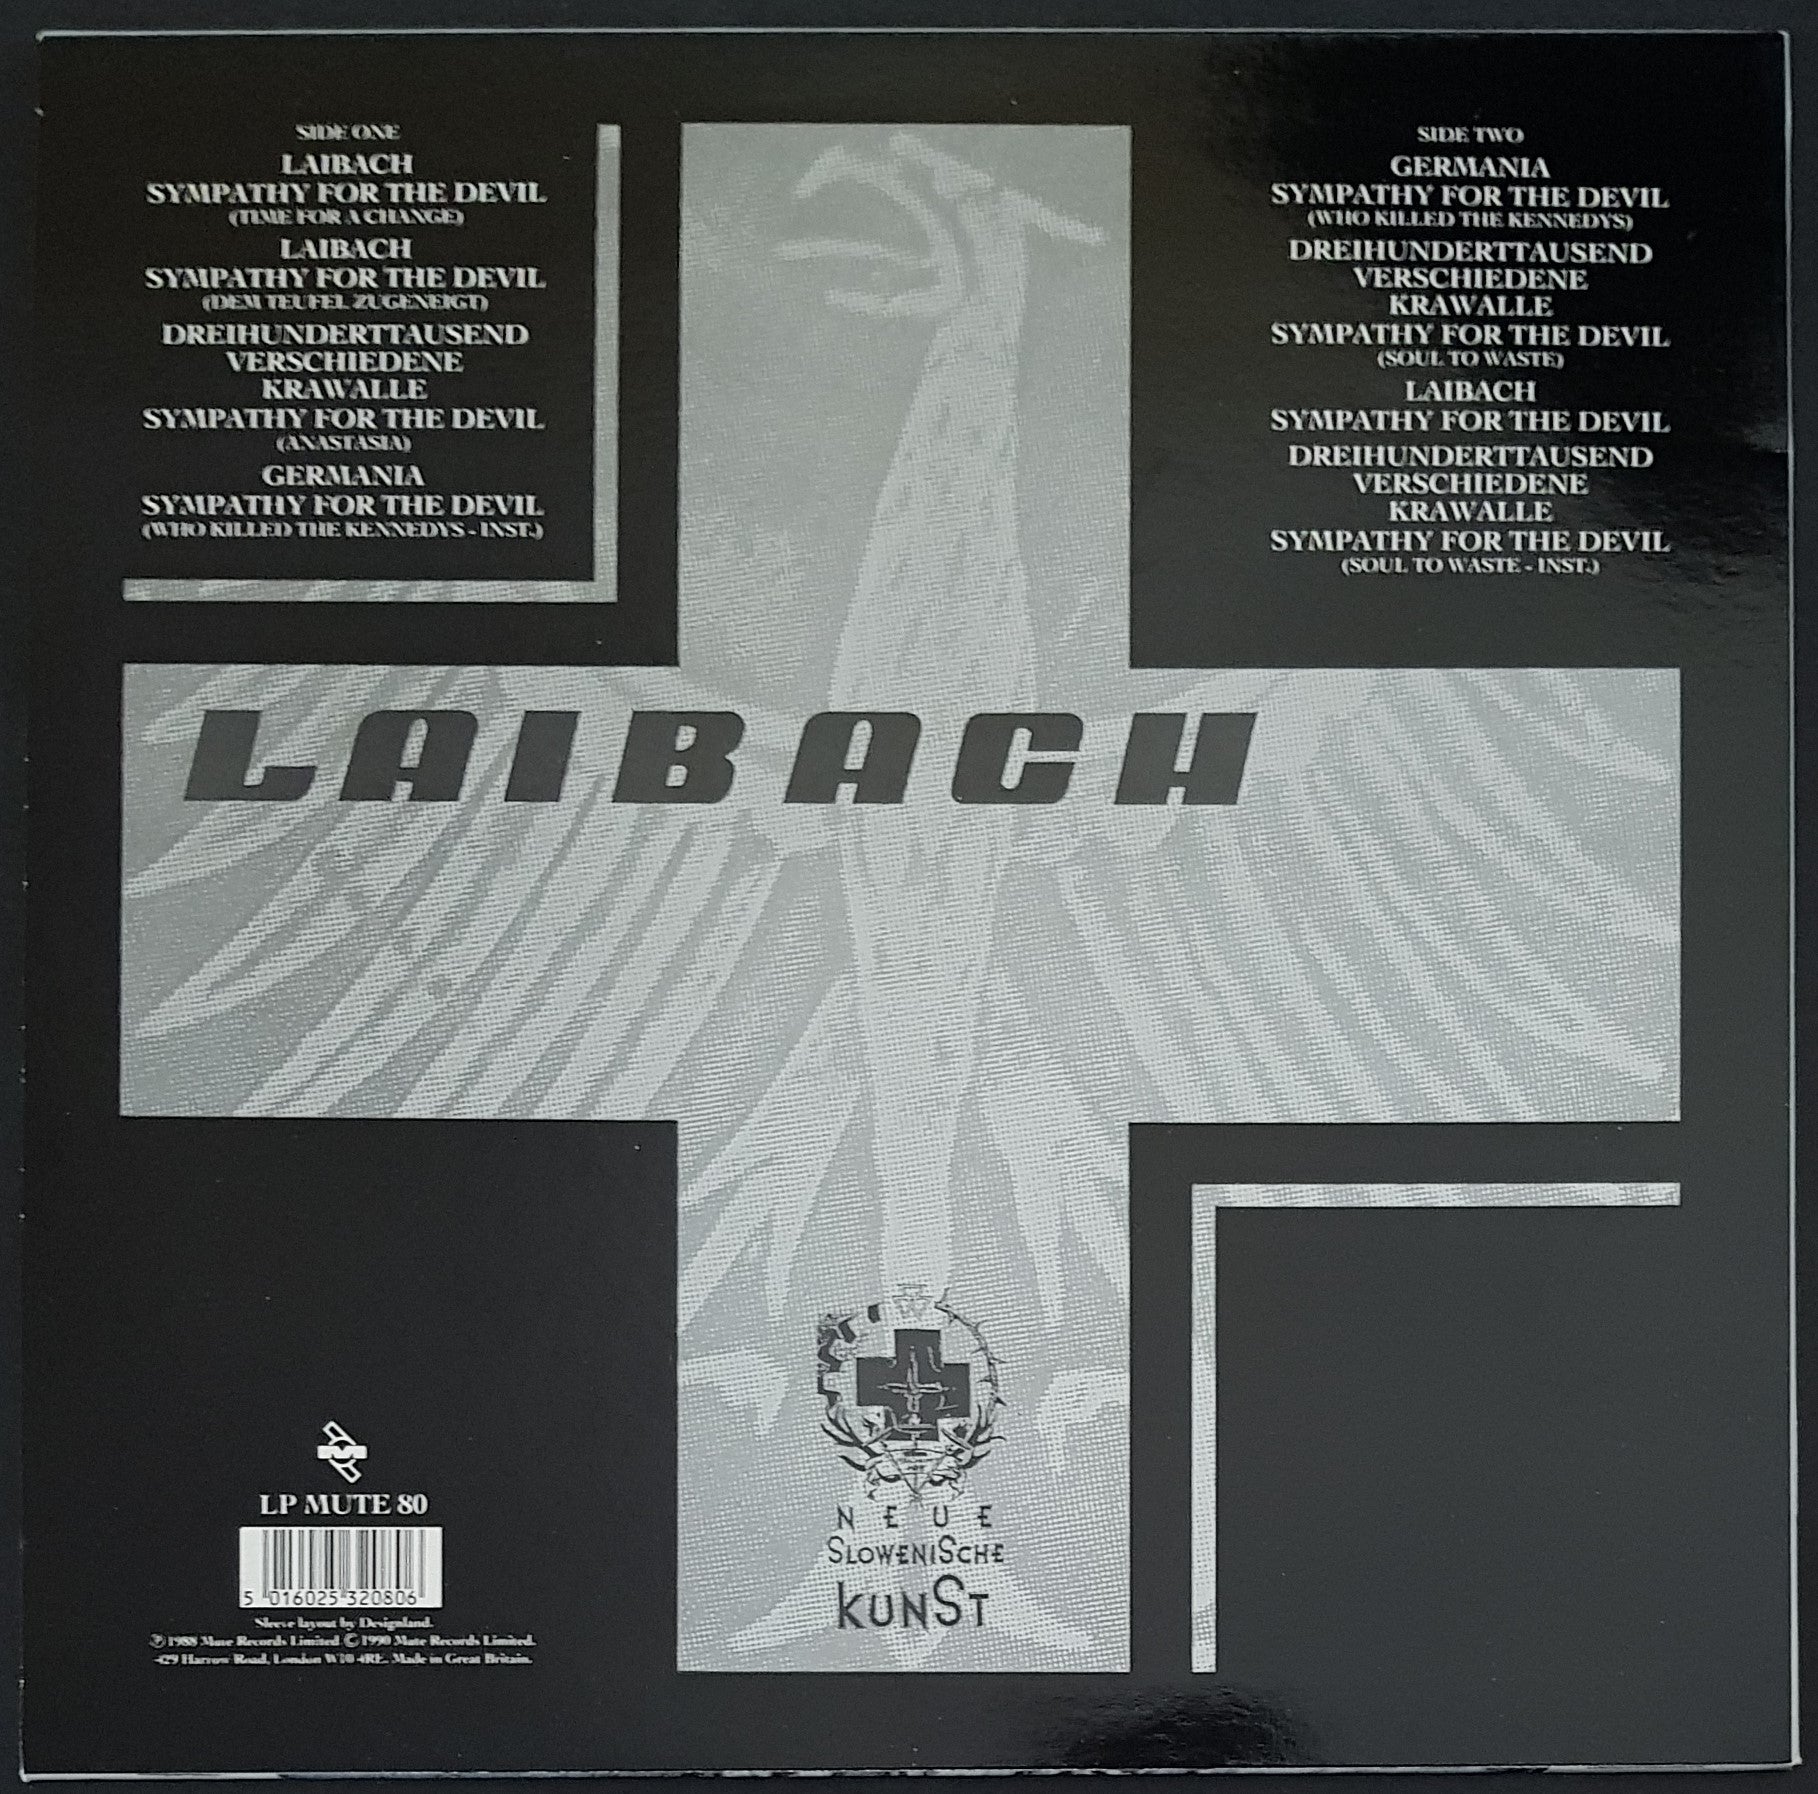 SIDE ONE
LAIBACH
SYMPATHY FOR THE DEVIL
(TIME FOR A CHANGE)
LAIBACH
SYMPATHY FOR THE DEVIL
(DEM TEUFEL ZUGENEIGT)
DREIHUNDERTTAUSEND
VERSCHIEDENE
KRAWALLE
SYMPATHY FOR THE DEVIL
(ANASTASIA)
GERMANIA
SYMPATHY FOR THE DEVIL
(WHO KILLED THE KENNEDYS - INST.)
SIDE TWO
GERMANIA
SYMPATHY FOR THE DEVIL
(WHO KILLED THE KENNEDYS)
DREIHUNDERTTAUSEND
VERSCHIEDENE
KRAWALLE
SYMPATHY FOR THE DEVIL
(SOUL TO WASTE)
LAIBACH
SYMPATHY FOR THE DEVIL
DREIHUNDERTTAUSEND
VERSCHIEDENE
KRAWALLE
SYMPATHY FOR THE DEVIL
(SOUL TO WASTE - INST.)
LAIBACH
NEUE
SLOWENISCHE
KUNST
LP MUTE 80
5 016025 320806
Sleeve layout by Designland.
℗ 1988 Mute Records Limited © 1990 Mute Records Limited.
429 Harrow Road, London W10 4RE. Made in Great Britain.